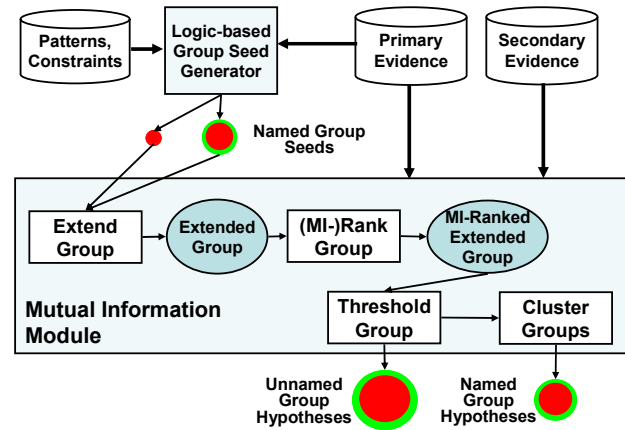 Patterns,
Constraints
Logic-based
Group Seed
Generator
Primary
Evidence
Secondary
Evidence
Named Group
Seeds
Extend
Group
Extended
Group
(MI-)Rank
Group
MI-Ranked
Extended
Group
Mutual Information
Module
Threshold
Group
Cluster
Groups
Unnamed
Group
Hypotheses
Named
Group
Hypotheses